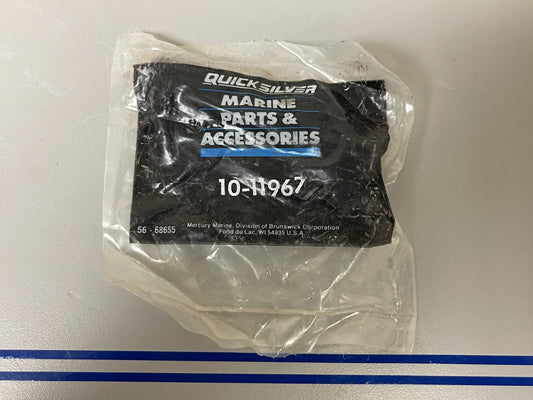 QUICKSILVER
MARINE
PARTS &
ACCESSORIES
10-11967
56 - 68655
Mercury Marine, Division of Brunswick Corporation
Fond du Lac, WI 54935 U.S.A.